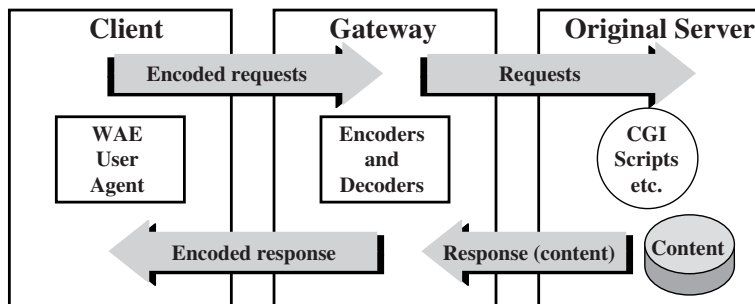 Client
Gateway
Original Server
Encoded requests
Requests
WAE
User
Agent
Encoders
and
Decoders
CGI
Scripts
etc.
Encoded response
Response (content)
Content